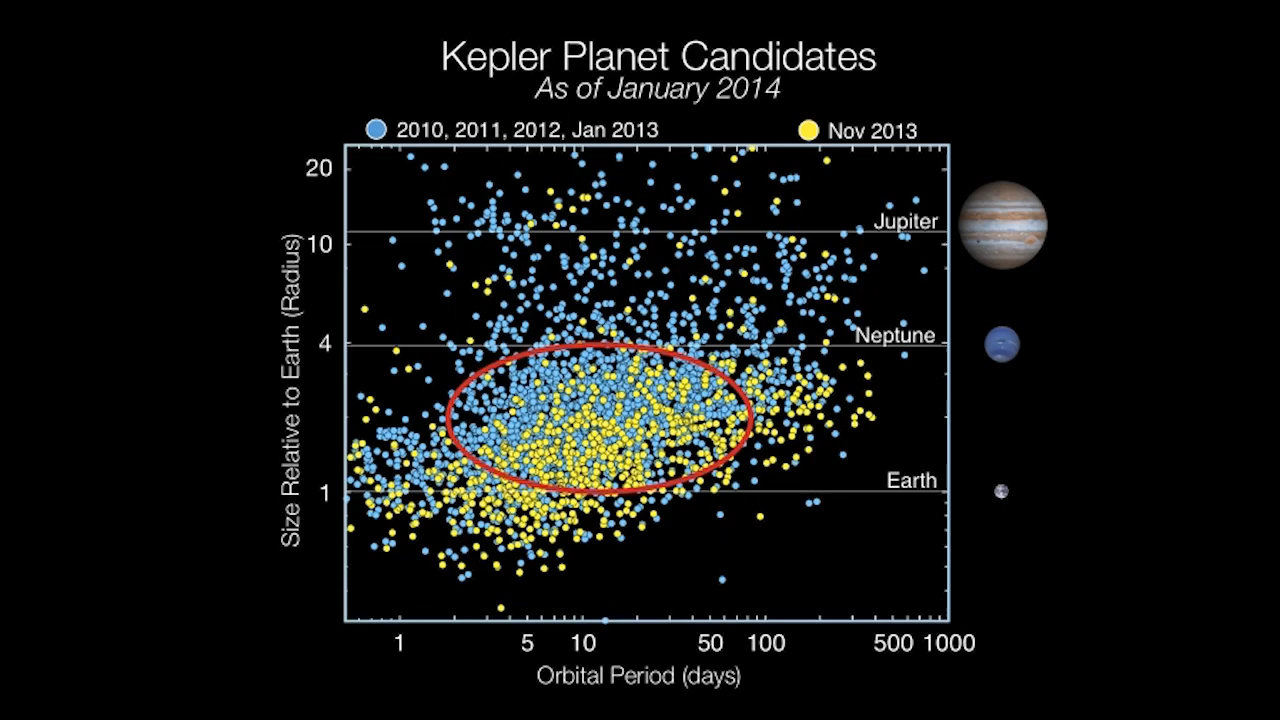 Kepler Planet Candidates
As of January 2014
2010, 2011, 2012, Jan 2013
Nov 2013
20
Jupiter
10
Neptune
4
Earth
1
Size Relative to Earth (Radius)
1 5 10 50 100 500 1000
Orbital Period (days)